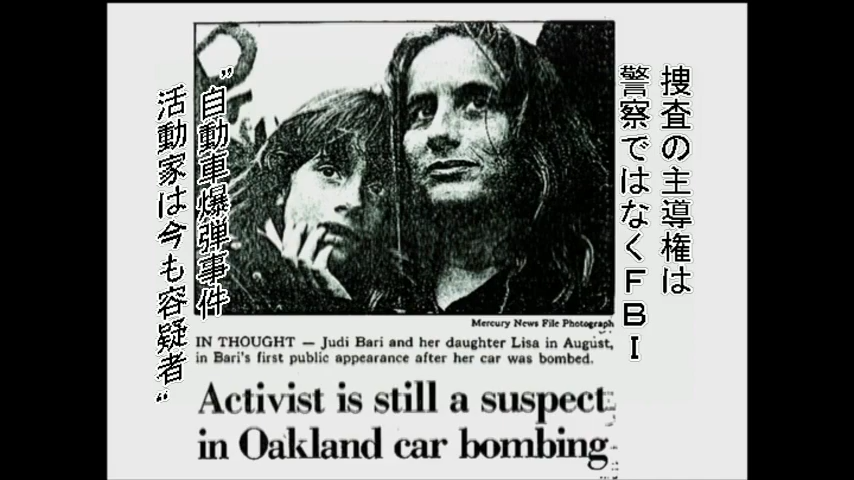 捜査の主導権は
警察ではなくＦＢＩ
”自動車爆弾事件
活動家は今も容疑者“
Mercury News File Photograph
IN THOUGHT — Judi Bari and her daughter Lisa in August,
in Bari's first public appearance after her car was bombed.
Activist is still a suspect
in Oakland car bombing